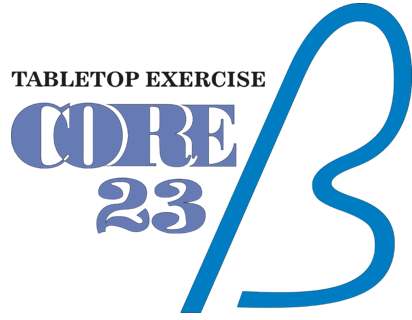 TABLETOP EXERCISE
CORE
23
β